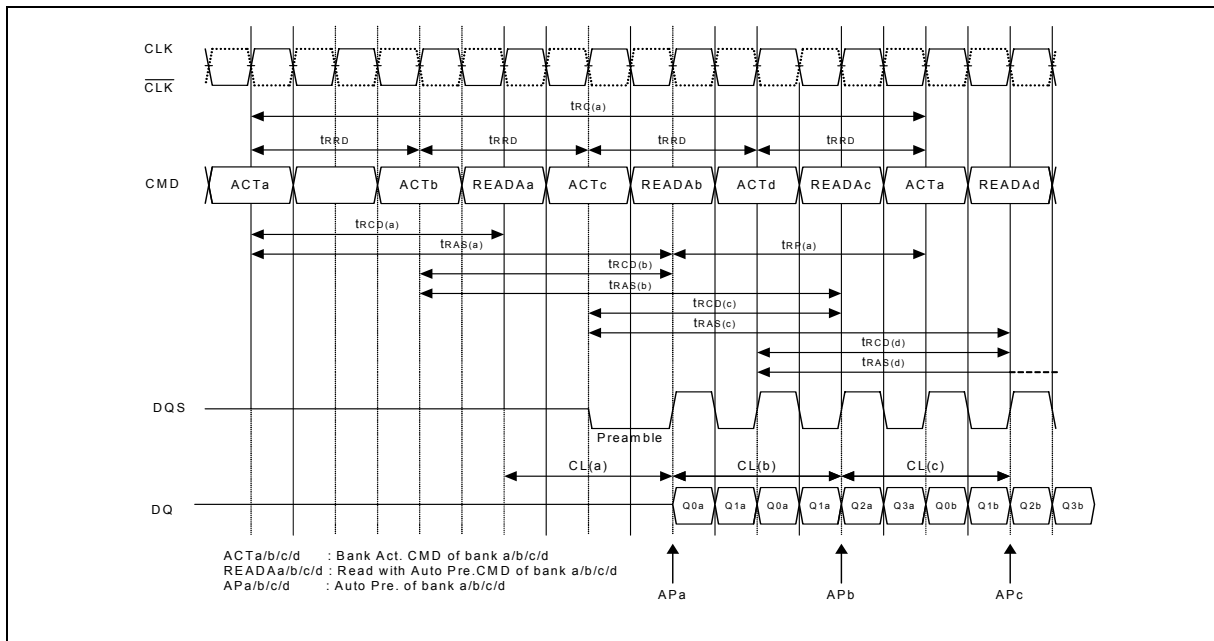 CLK
CLK
tRC(a)
tRRD tRRD tRRD tRRD
CMD ACTa ACTb READAa ACTc READAb ACTd READAc ACTa READAd
tRCD(a)
tRAS(a) tRP(a)
tRCD(b)
tRAS(b)
tRCD(c)
tRAS(c)
tRCD(d)
tRAS(d)
DQS
Preamble
CL(a) CL(b) CL(c)
DQ Q0a Q1a Q0a Q1a Q2a Q3a Q0b Q1b Q2b Q3b
ACTa/b/c/d : Bank Act. CMD of bank a/b/c/d
READAa/b/c/d : Read with Auto Pre.CMD of bank a/b/c/d
APa/b/c/d : Auto Pre. of bank a/b/c/d
APa APb APc